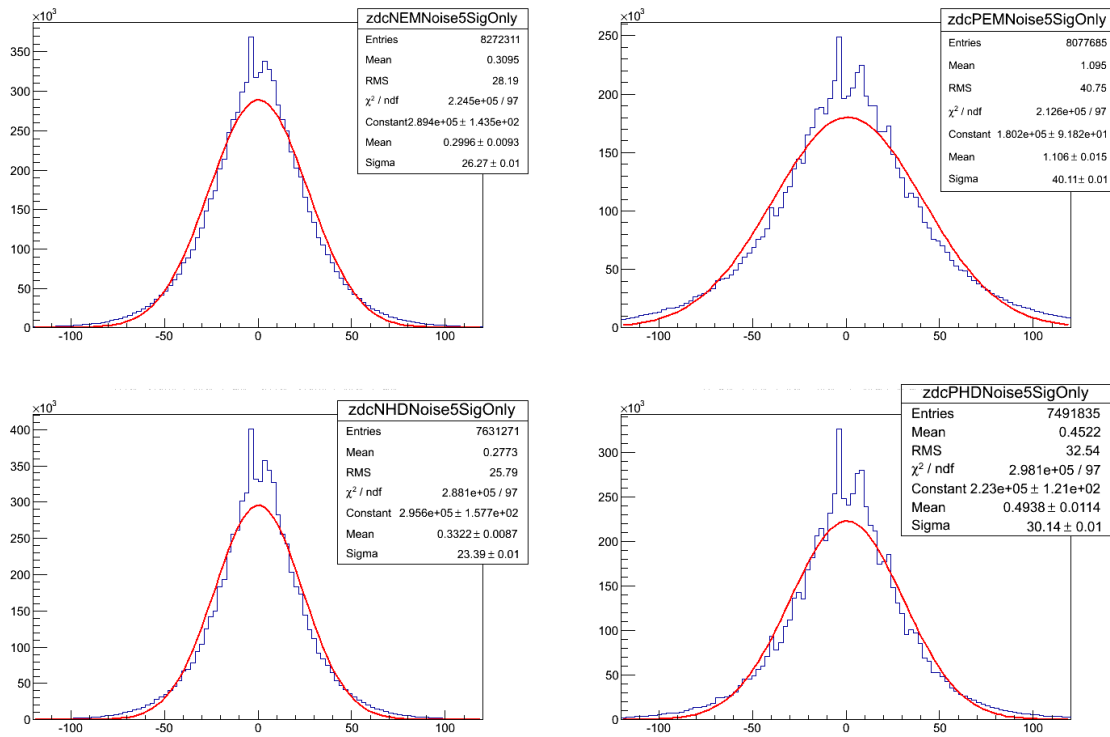 ×10³
350
300
250
200
150
100
50
0
-100 -50 0 50 100
zdcNEMNoise5SigOnly
Entries 8272311
Mean 0.3095
RMS 28.19
χ² / ndf 2.245e+05 / 97
Constant 2.894e+05 ± 1.435e+02
Mean 0.2996 ± 0.0093
Sigma 26.27 ± 0.01
×10³
250
200
150
100
50
0
-100 -50 0 50 100
zdcPEMNoise5SigOnly
Entries 8077685
Mean 1.095
RMS 40.75
χ² / ndf 2.126e+05 / 97
Constant 1.802e+05 ± 9.182e+01
Mean 1.106 ± 0.015
Sigma 40.11 ± 0.01
×10³
400
350
300
250
200
150
100
50
0
-100 -50 0 50 100
zdcNHDNoise5SigOnly
Entries 7631271
Mean 0.2773
RMS 25.79
χ² / ndf 2.881e+05 / 97
Constant 2.956e+05 ± 1.577e+02
Mean 0.3322 ± 0.0087
Sigma 23.39 ± 0.01
×10³
300
250
200
150
100
50
0
-100 -50 0 50 100
zdcPHDNoise5SigOnly
Entries 7491835
Mean 0.4522
RMS 32.54
χ² / ndf 2.981e+05 / 97
Constant 2.23e+05 ± 1.21e+02
Mean 0.4938 ± 0.0114
Sigma 30.14 ± 0.01